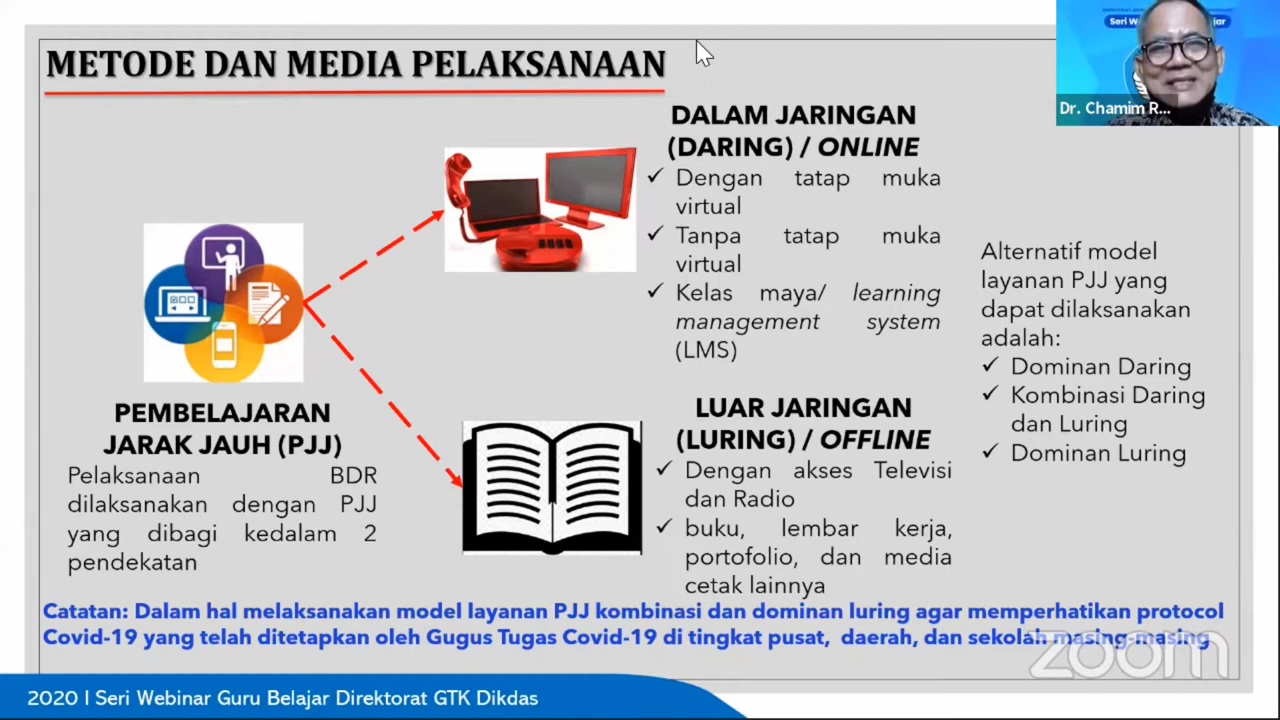 METODE DAN MEDIA PELAKSANAAN
Dr. Chamim R...
DALAM JARINGAN
(DARING) / ONLINE
✓ Dengan tatap muka
virtual
✓ Tanpa tatap muka
virtual
✓ Kelas maya/ learning
management system
(LMS)
PEMBELAJARAN
JARAK JAUH (PJJ)
Pelaksanaan BDR
dilaksanakan dengan PJJ
yang dibagi kedalam 2
pendekatan
LUAR JARINGAN
(LURING) / OFFLINE
✓ Dengan akses Televisi
dan Radio
✓ buku, lembar kerja,
portofolio, dan media
cetak lainnya
Alternatif model
layanan PJJ yang
dapat dilaksanakan
adalah:
✓ Dominan Daring
✓ Kombinasi Daring
dan Luring
✓ Dominan Luring
Catatan: Dalam hal melaksanakan model layanan PJJ kombinasi dan dominan luring agar memperhatikan protocol
Covid-19 yang telah ditetapkan oleh Gugus Tugas Covid-19 di tingkat pusat, daerah, dan sekolah masing-masing
zoom
2020 I Seri Webinar Guru Belajar Direktorat GTK Dikdas